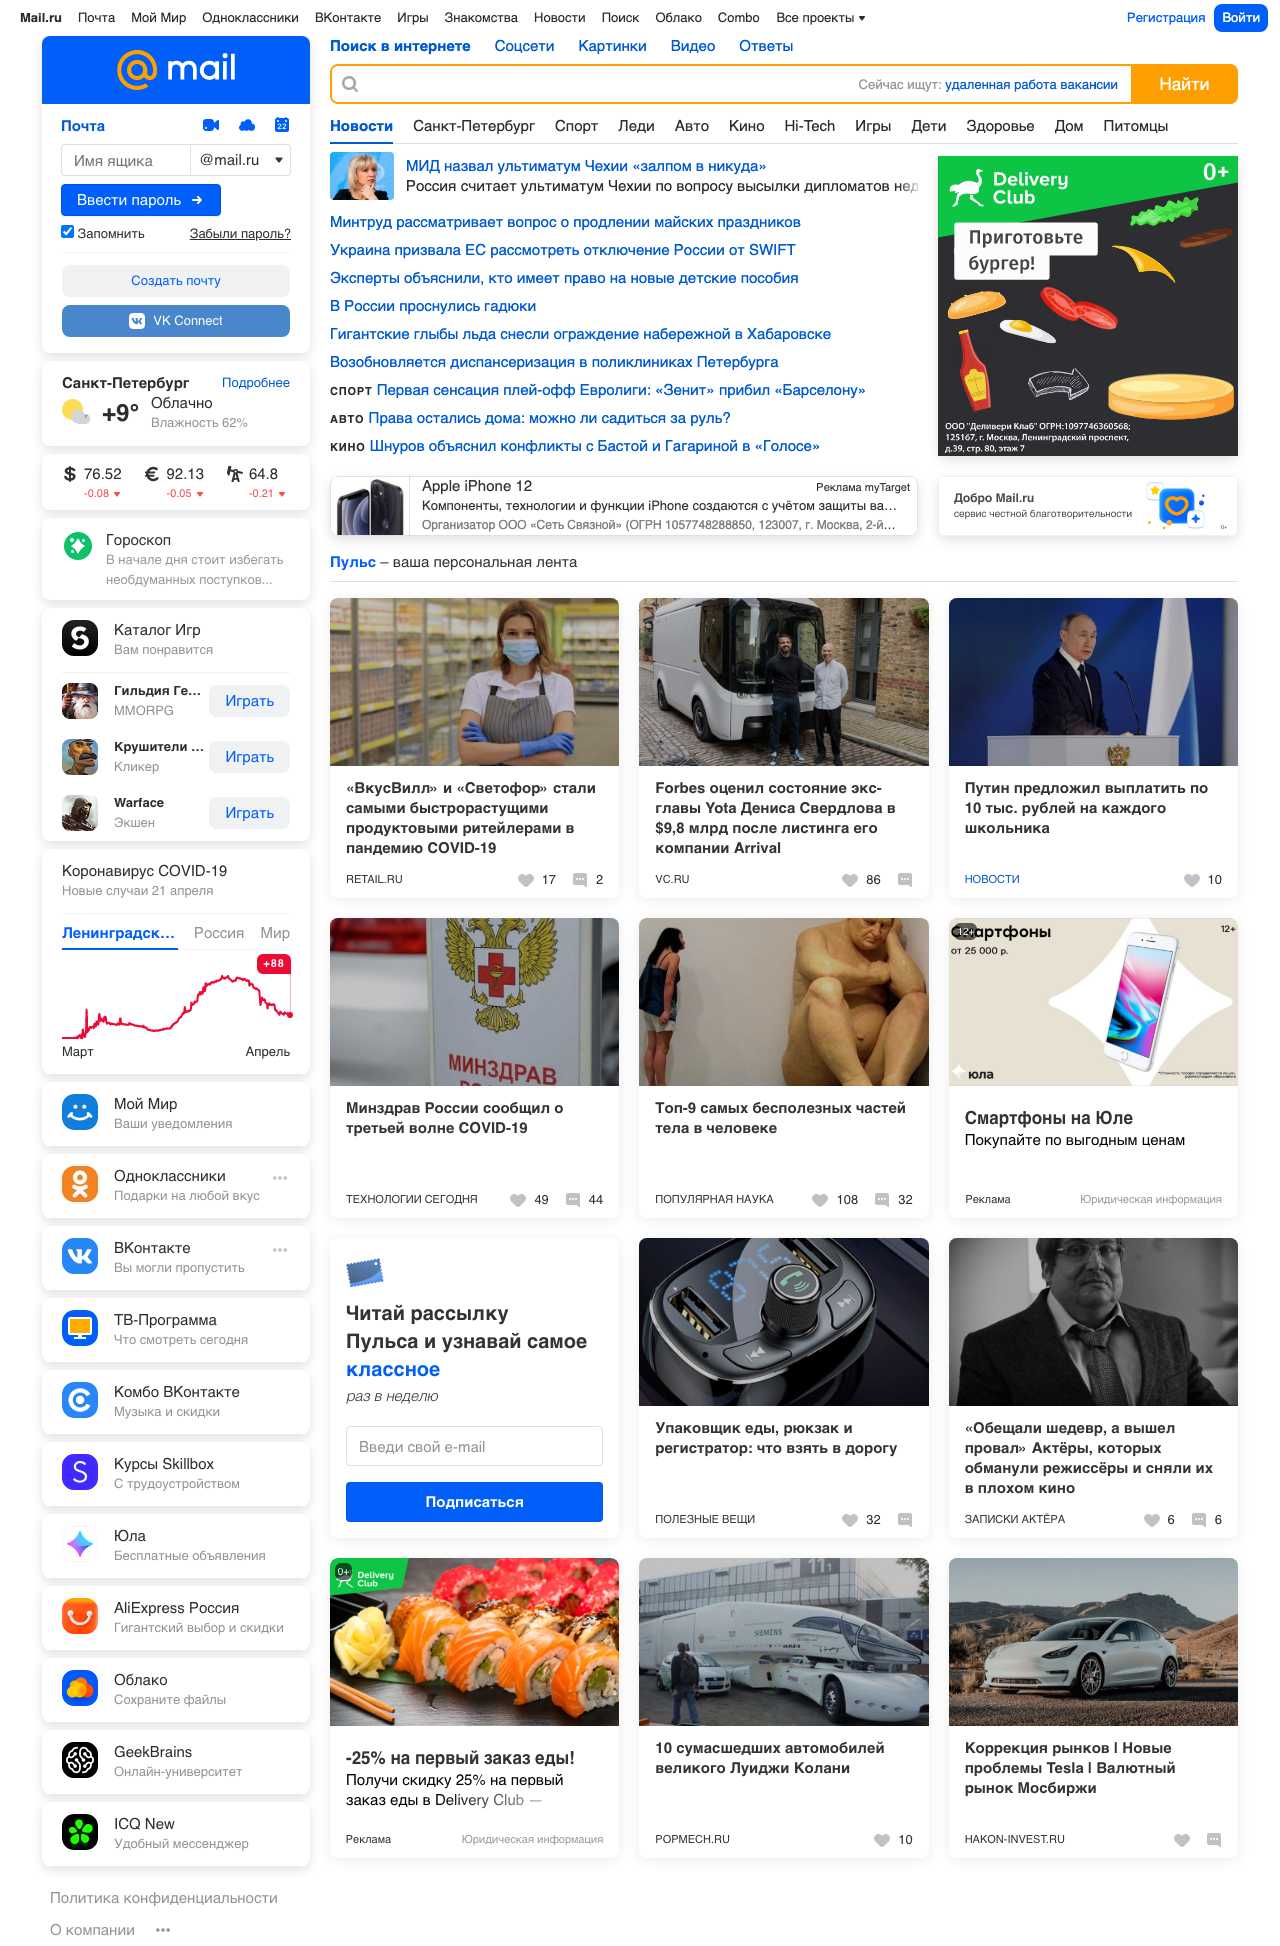 Mail.ru Почта Мой Мир Одноклассники ВКонтакте Игры Знакомства Новости Поиск Облако Combo Все проекты Регистрация Войти
mail
Почта
22
Имя ящика @mail.ru
Ввести пароль
Запомнить Забыли пароль?
Создать почту
VK Connect
Санкт-Петербург Подробнее
+9° Облачно
Влажность 62%
$ 76.52 € 92.13 64.8
-0.08 -0.05 -0.21
Гороскоп
В начале дня стоит избегать
необдуманных поступков...
Каталог Игр
Вам понравится
Гильдия Ге...
MMORPG
Играть
Крушители ...
Кликер
Играть
Warface
Экшен
Играть
Коронавирус COVID-19
Новые случаи 21 апреля
Ленинградск... Россия Мир
+88
Март Апрель
Мой Мир
Ваши уведомления
Одноклассники
Подарки на любой вкус
ВКонтакте
Вы могли пропустить
ТВ-Программа
Что смотреть сегодня
Комбо ВКонтакте
Музыка и скидки
Курсы Skillbox
С трудоустройством
Юла
Бесплатные объявления
AliExpress Россия
Гигантский выбор и скидки
Облако
Сохраните файлы
GeekBrains
Онлайн-университет
ICQ New
Удобный мессенджер
Политика конфиденциальности
О компании
Поиск в интернете Соцсети Картинки Видео Ответы
Сейчас ищут: удаленная работа вакансии Найти
Новости Санкт-Петербург Спорт Леди Авто Кино Hi-Tech Игры Дети Здоровье Дом Питомцы
МИД назвал ультиматум Чехии «залпом в никуда»
Россия считает ультиматум Чехии по вопросу высылки дипломатов нед
Минтруд рассматривает вопрос о продлении майских праздников
Украина призвала ЕС рассмотреть отключение России от SWIFT
Эксперты объяснили, кто имеет право на новые детские пособия
В России проснулись гадюки
Гигантские глыбы льда снесли ограждение набережной в Хабаровске
Возобновляется диспансеризация в поликлиниках Петербурга
СПОРТ Первая сенсация плей-офф Евролиги: «Зенит» прибил «Барселону»
АВТО Права остались дома: можно ли садиться за руль?
КИНО Шнуров объяснил конфликты с Бастой и Гагариной в «Голосе»
Delivery
Club
0+
Приготовьте
бургер!
ООО "Деливери Клаб" ОГРН:1097746360568;
125167, г. Москва, Ленинградский проспект,
д.39, стр. 80, этаж 7
Apple iPhone 12 Реклама myTarget
Компоненты, технологии и функции iPhone создаются с учётом защиты ва...
Организатор ООО «Сеть Связной» (ОГРН 1057748288850, 123007, г. Москва, 2-й...
Добро Mail.ru
сервис честной благотворительности
0+
Пульс – ваша персональная лента
«ВкусВилл» и «Светофор» стали
самыми быстрорастущими
продуктовыми ритейлерами в
пандемию COVID-19
RETAIL.RU 17 2
Forbes оценил состояние экс-
главы Yota Дениса Свердлова в
$9,8 млрд после листинга его
компании Arrival
VC.RU 86
Путин предложил выплатить по
10 тыс. рублей на каждого
школьника
НОВОСТИ 10
МИНЗДРАВ
Минздрав России сообщил о
третьей волне COVID-19
ТЕХНОЛОГИИ СЕГОДНЯ 49 44
Топ-9 самых бесполезных частей
тела в человеке
ПОПУЛЯРНАЯ НАУКА 108 32
12+
Смартфоны
12+
от 25 000 р.
юла
Смартфоны на Юле
Покупайте по выгодным ценам
Реклама Юридическая информация
Читай рассылку
Пульса и узнавай самое
классное
раз в неделю
Введи свой e-mail
Подписаться
Упаковщик еды, рюкзак и
регистратор: что взять в дорогу
ПОЛЕЗНЫЕ ВЕЩИ 32
«Обещали шедевр, а вышел
провал» Актёры, которых
обманули режиссёры и сняли их
в плохом кино
ЗАПИСКИ АКТЁРА 6 6
0+
Delivery
Club
-25% на первый заказ еды!
Получи скидку 25% на первый
заказ еды в Delivery Club —
Реклама Юридическая информация
SIEMENS
10 сумасшедших автомобилей
великого Луиджи Колани
POPMECH.RU 10
Коррекция рынков | Новые
проблемы Tesla | Валютный
рынок Мосбиржи
HAKON-INVEST.RU